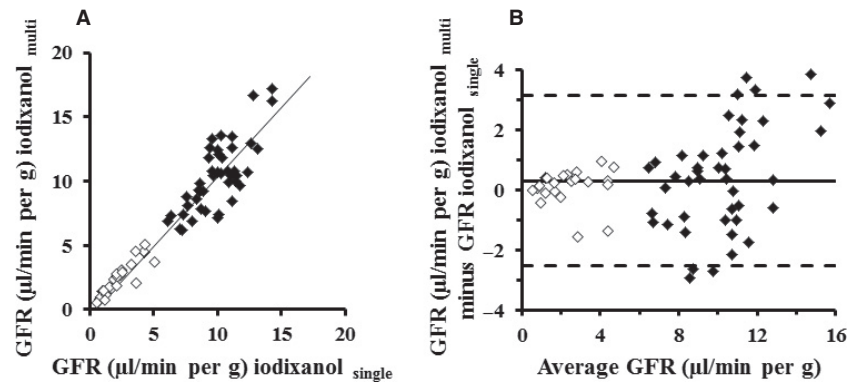 A
GFR (µl/min per g) iodixanol multi
20
15
10
5
0
0 5 10 15 20
GFR (µl/min per g) iodixanol single
B
GFR (µl/min per g) iodixanol multi
minus GFR iodixanol single
4
2
0
−2
−4
0 4 8 12 16
Average GFR (µl/min per g)